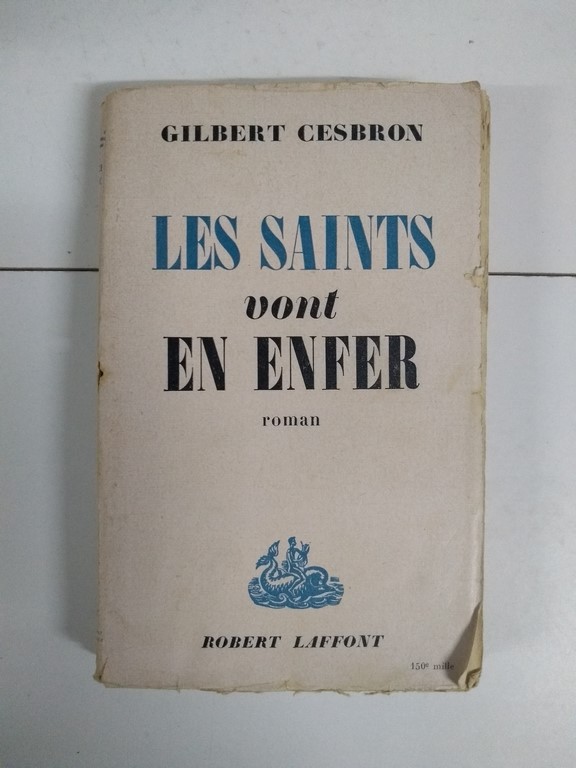 GILBERT CESBRON
LES SAINTS
vont
EN ENFER
roman
ROBERT LAFFONT
150e mille